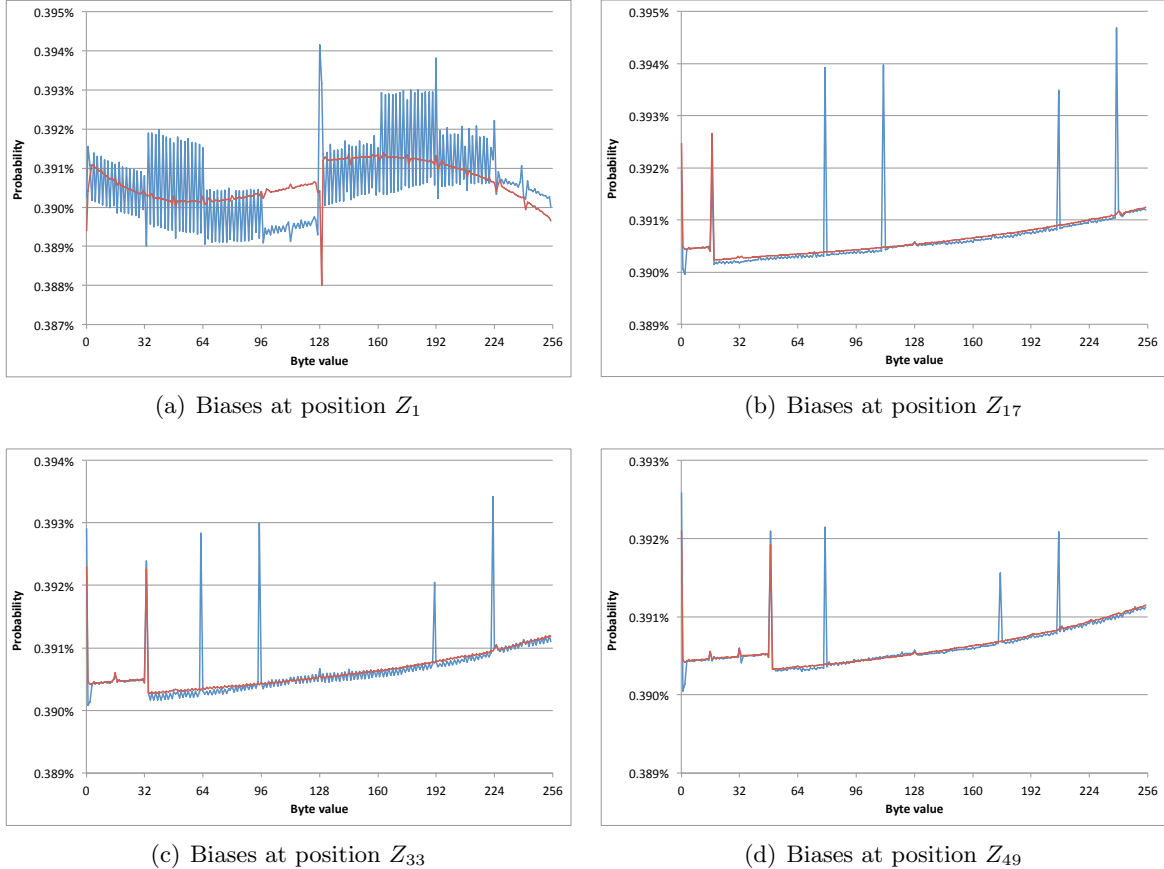 0.395%
0.394%
0.393%
0.392%
0.391%
0.390%
0.389%
0.388%
0.387%
Probability
0 32 64 96 128 160 192 224 256
Byte value
(a) Biases at position Z1
0.395%
0.394%
0.393%
0.392%
0.391%
0.390%
0.389%
Probability
0 32 64 96 128 160 192 224 256
Byte value
(b) Biases at position Z17
0.394%
0.393%
0.392%
0.391%
0.390%
0.389%
Probability
0 32 64 96 128 160 192 224 256
Byte value
(c) Biases at position Z33
0.393%
0.392%
0.391%
0.390%
0.389%
Probability
0 32 64 96 128 160 192 224 256
Byte value
(d) Biases at position Z49